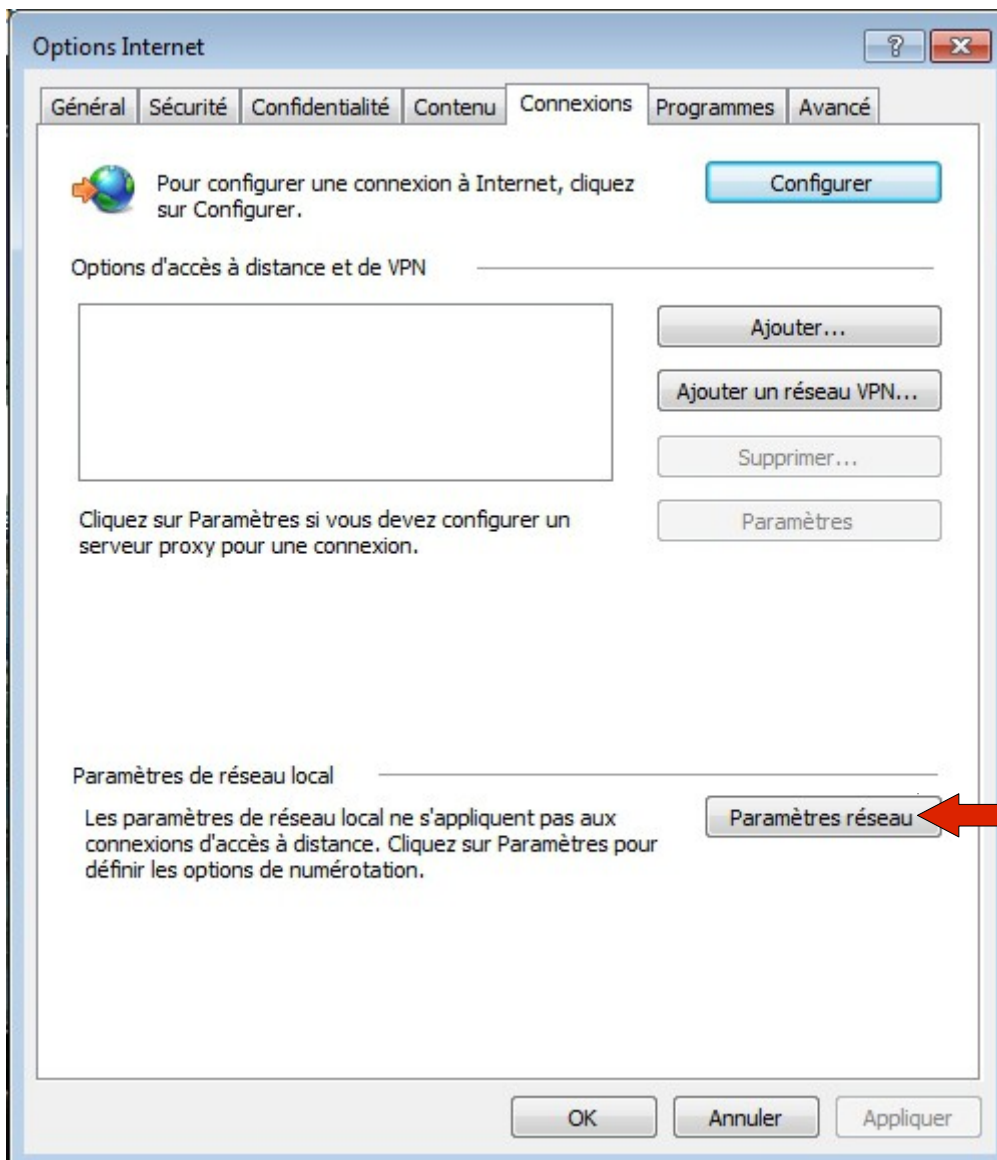 Options Internet
Général Sécurité Confidentialité Contenu Connexions Programmes Avancé
Pour configurer une connexion à Internet, cliquez
sur Configurer.
Configurer
Options d'accès à distance et de VPN
Ajouter...
Ajouter un réseau VPN...
Supprimer...
Cliquez sur Paramètres si vous devez configurer un
serveur proxy pour une connexion.
Paramètres
Paramètres de réseau local
Les paramètres de réseau local ne s'appliquent pas aux
connexions d'accès à distance. Cliquez sur Paramètres pour
définir les options de numérotation.
Paramètres réseau
OK Annuler Appliquer